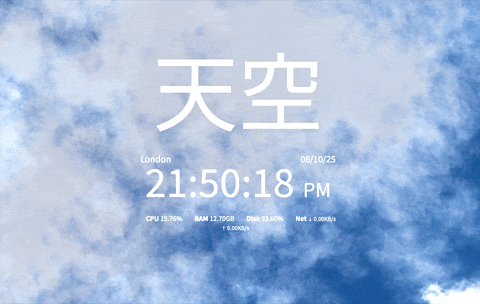 天空
London 06/10/25
21:50:18 PM
CPU 15.76% RAM 12.70GB Disk 93.60% Net ↓ 0.00KB/s
↑ 0.00KB/s